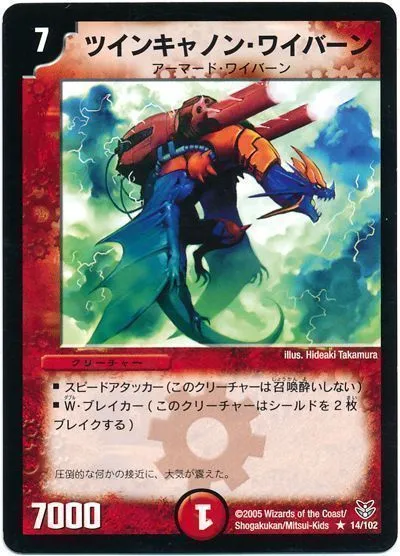 7
ツインキャノン・ワイバーン
アーマード・ワイバーン
illus. Hideaki Takamura
クリーチャー
■ スピードアタッカー(このクリーチャーは召喚酔いしない)
■ W・ブレイカー(このクリーチャーはシールドを2枚
ブレイクする)
圧倒的な何かの接近に、大気が震えた。
7000
1
©2005 Wizards of the Coast/
Shogakukan/Mitsui-Kids ★ 14/102